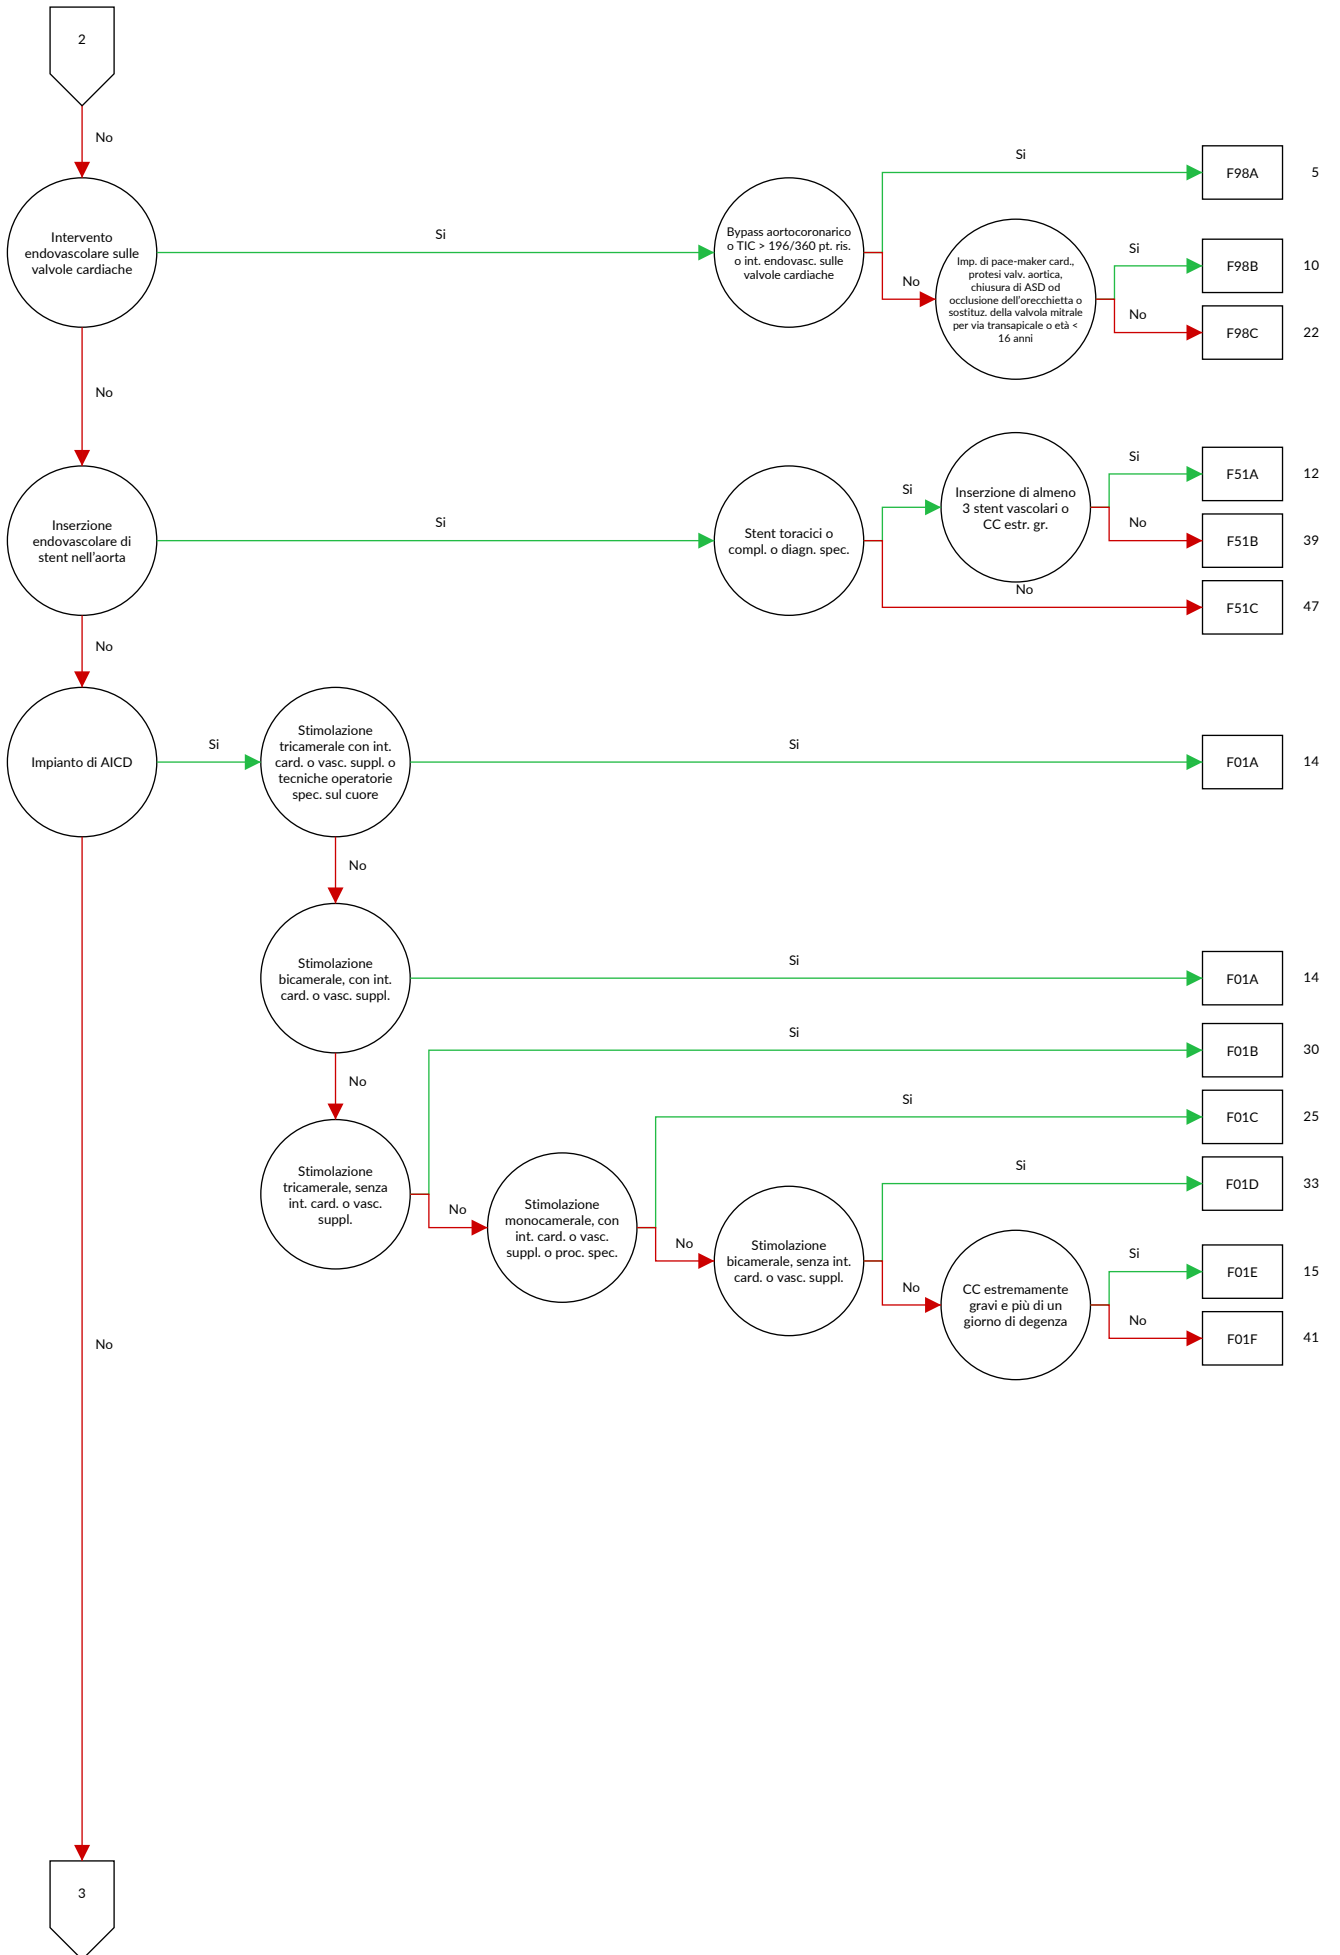 2
No
Intervento
endovascolare sulle
valvole cardiache
Si
Bypass aortocoronarico
o TIC > 196/360 pt. ris.
o int. endovasc. sulle
valvole cardiache
Si
F98A
5
No
Imp. di pace-maker card.,
protesi valv. aortica,
chiusura di ASD od
occlusione dell'orecchietta o
sostituz. della valvola mitrale
per via transapicale o età <
16 anni
Si
F98B
10
No
F98C
22
No
Inserzione
endovascolare di
stent nell'aorta
Si
Stent toracici o
compl. o diagn. spec.
Si
Inserzione di almeno
3 stent vascolari o
CC estr. gr.
Si
F51A
12
No
F51B
39
No
F51C
47
No
Impianto di AICD
Si
Stimolazione
tricamerale con int.
card. o vasc. suppl. o
tecniche operatorie
spec. sul cuore
Si
F01A
14
No
Stimolazione
bicamerale, con int.
card. o vasc. suppl.
Si
F01A
14
No
Stimolazione
tricamerale, senza
int. card. o vasc.
suppl.
Si
F01B
30
No
Stimolazione
monocamerale, con
int. card. o vasc.
suppl. o proc. spec.
Si
F01C
25
No
Stimolazione
bicamerale, senza int.
card. o vasc. suppl.
Si
F01D
33
No
CC estremamente
gravi e più di un
giorno di degenza
Si
F01E
15
No
F01F
41
No
3